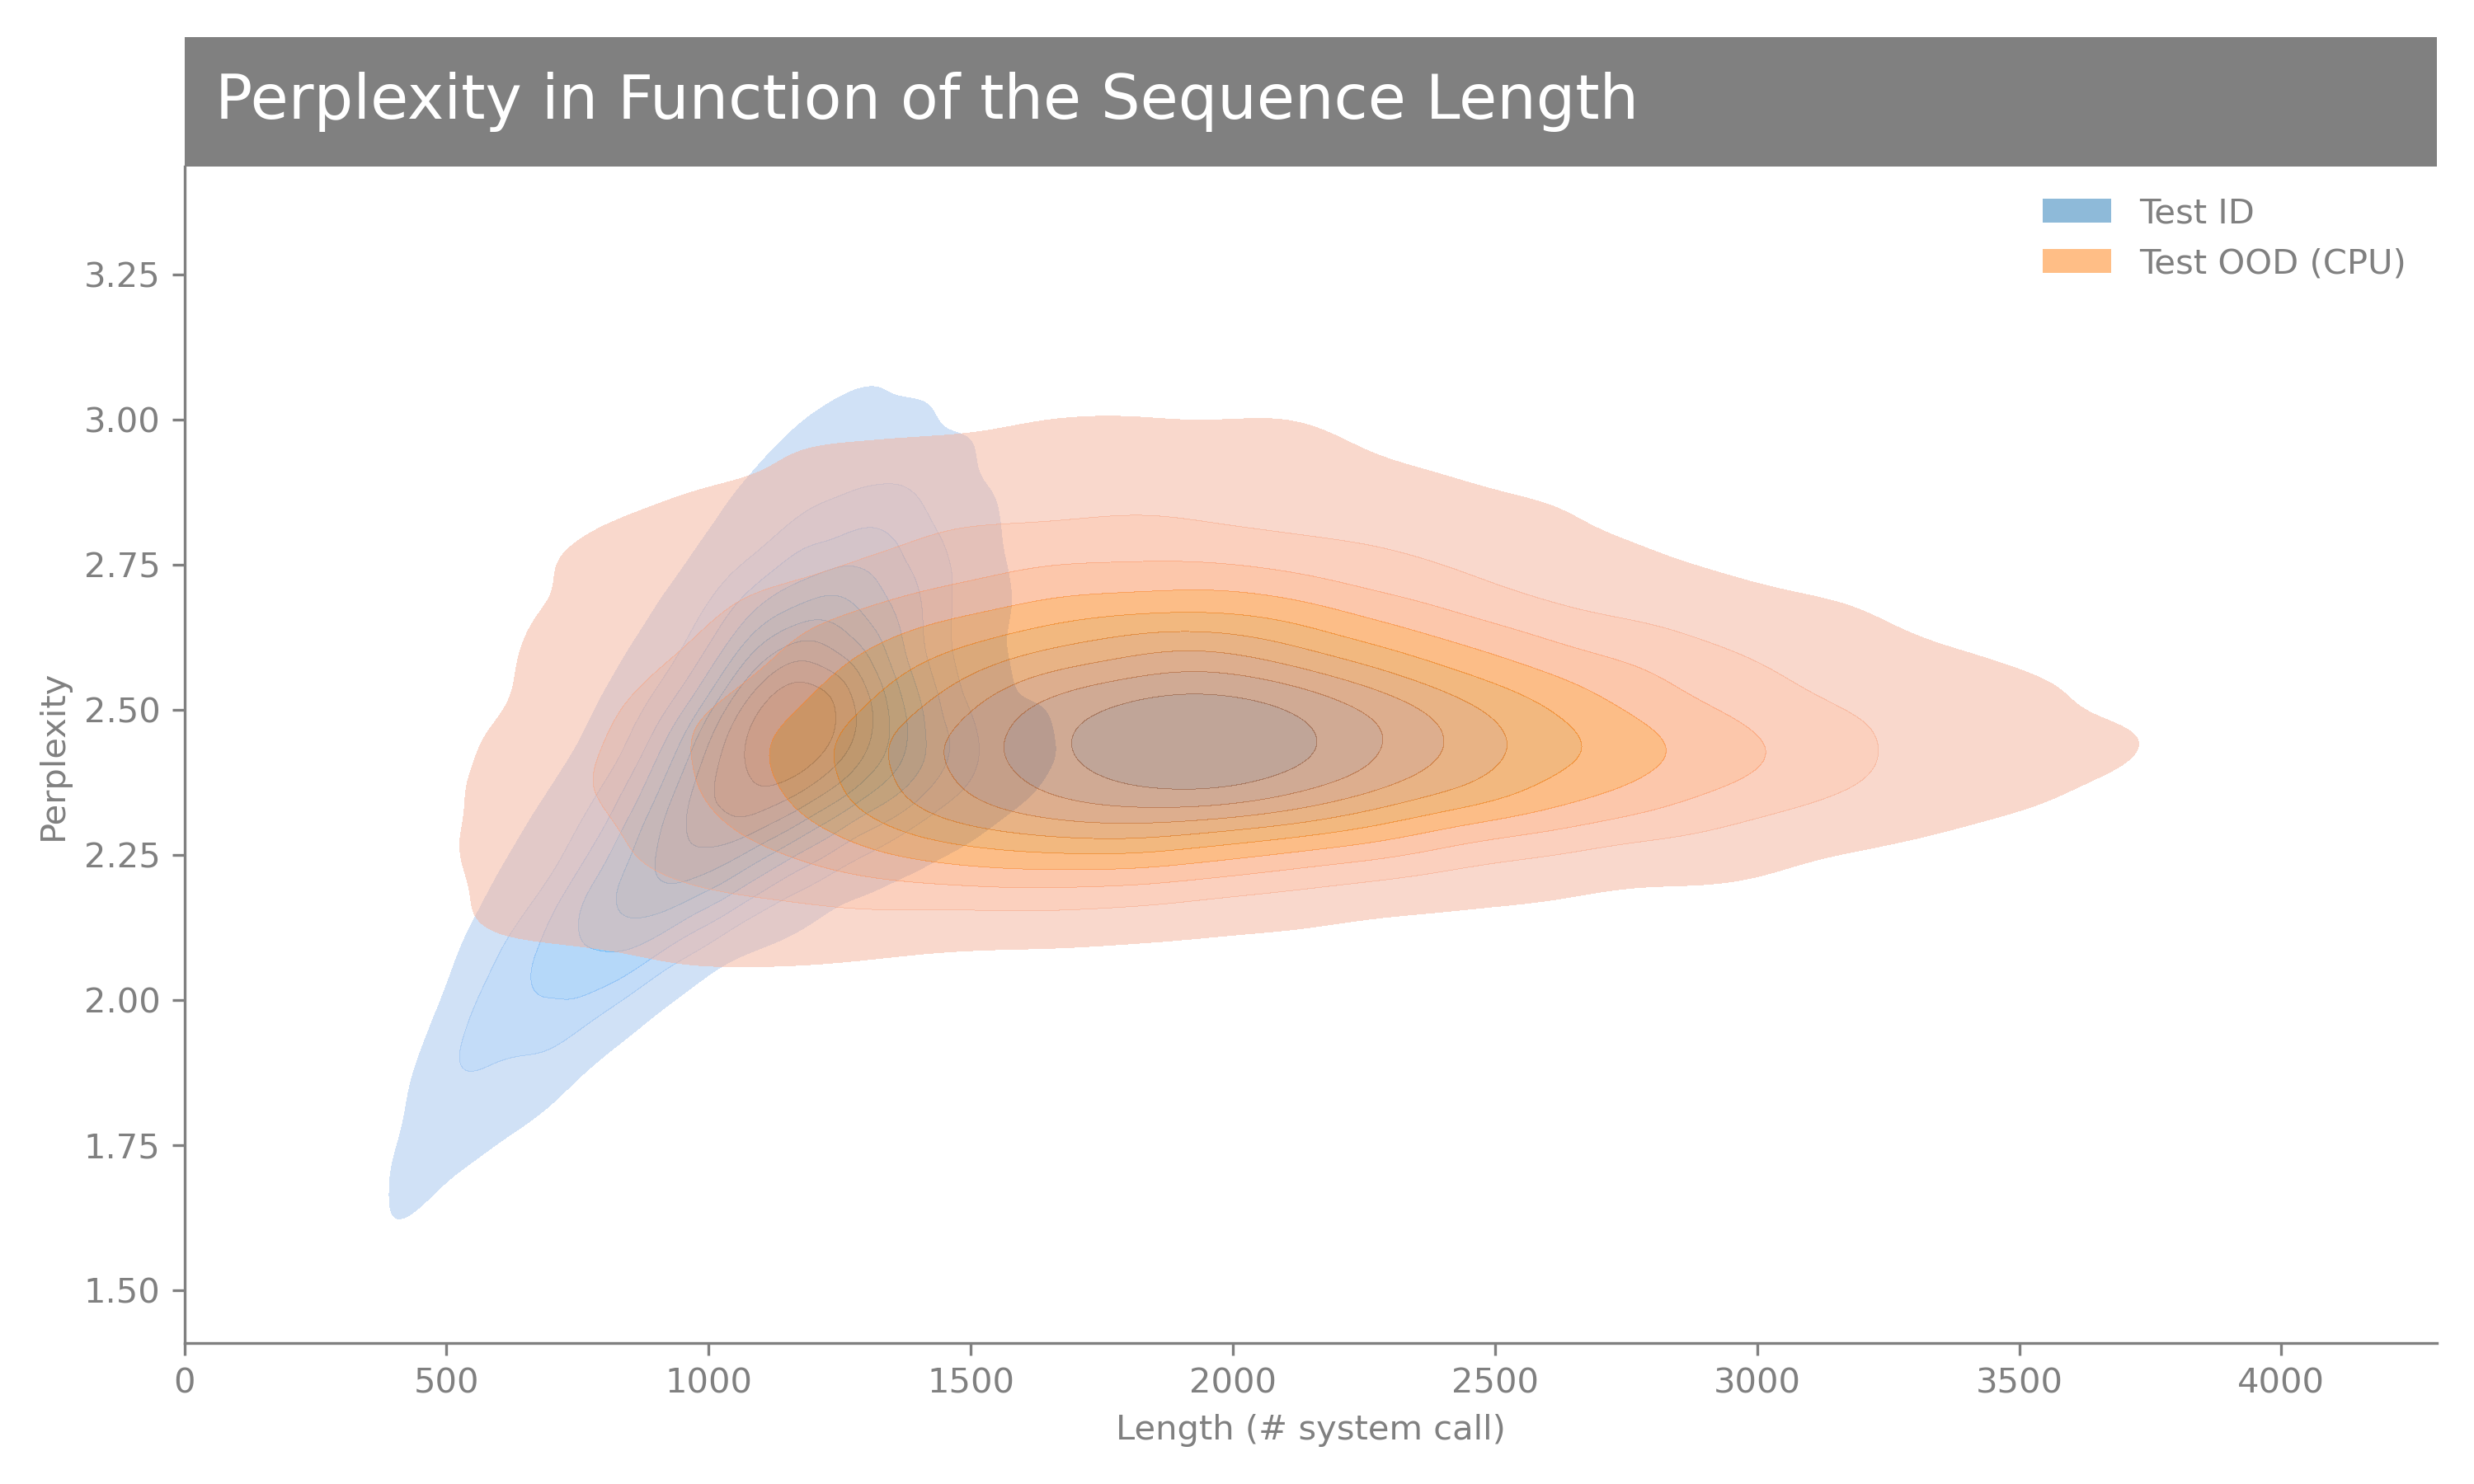 Perplexity in Function of the Sequence Length
Test ID
Test OOD (CPU)
3.25
3.00
2.75
2.50
2.25
2.00
1.75
1.50
Perplexity
0 500 1000 1500 2000 2500 3000 3500 4000
Length (# system call)